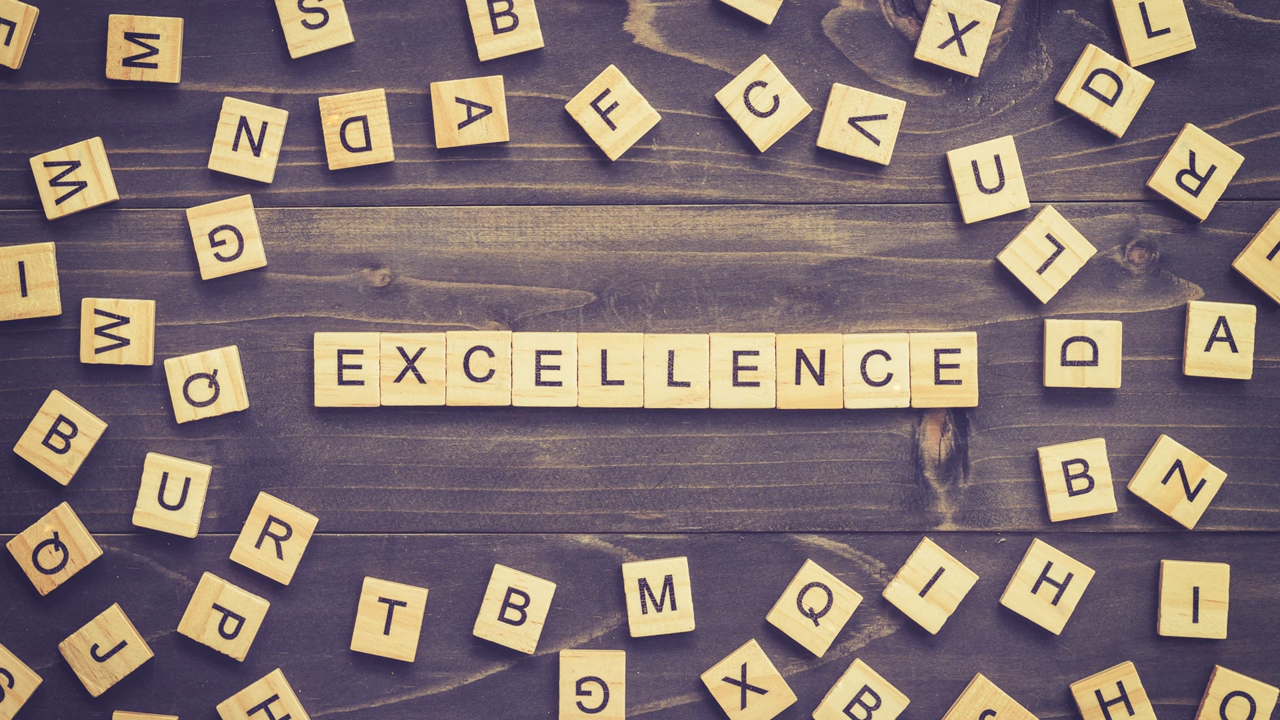 M S B X L
N D A F C V D
W U R
G L
I
W EXCELLENCE D A
Q
B B N
U
Q R
P T B M Q I H I
J
G X B
H H